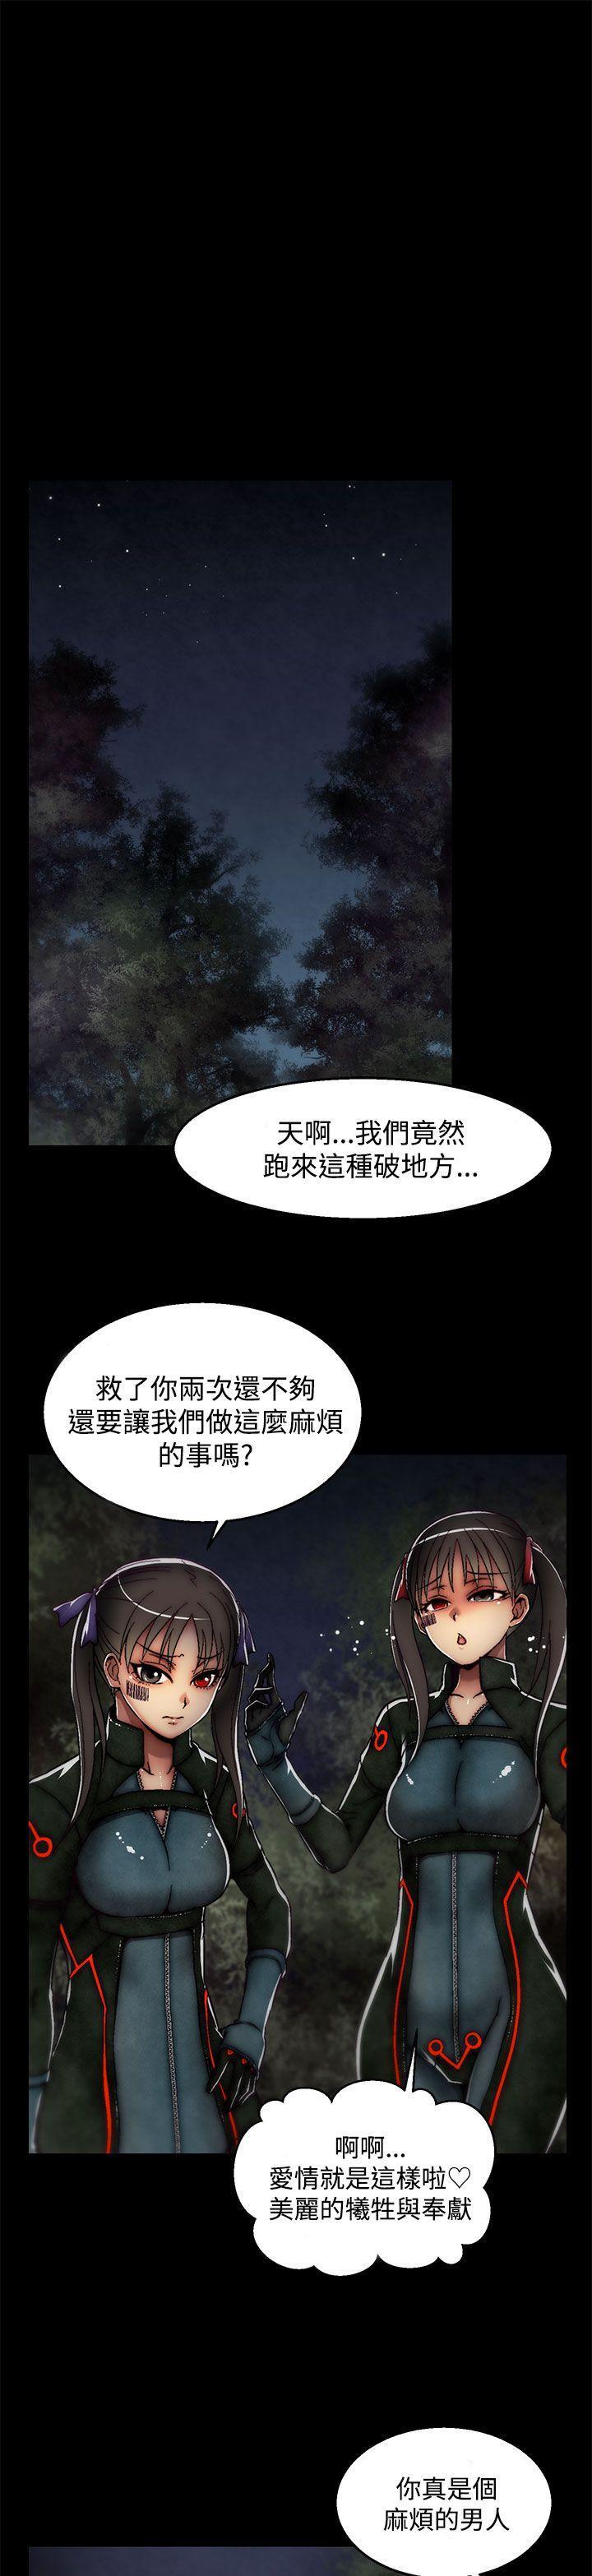 天啊...我們竟然
跑來這種破地方...
救了你兩次還不夠
還要讓我們做這麼麻煩
的事嗎?
啊啊...
愛情就是這樣啦♡
美麗的犧牲與奉獻
你真是個
麻煩的男人